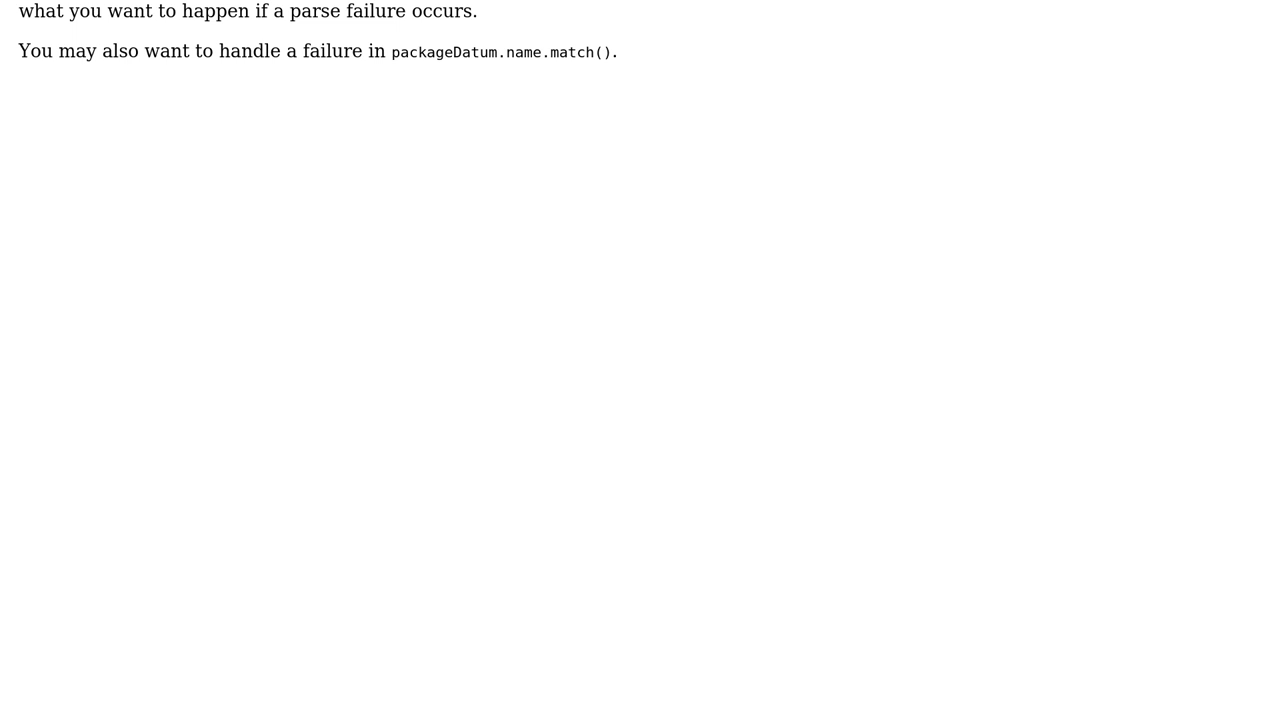 what you want to happen if a parse failure occurs.
You may also want to handle a failure in packageDatum.name.match().